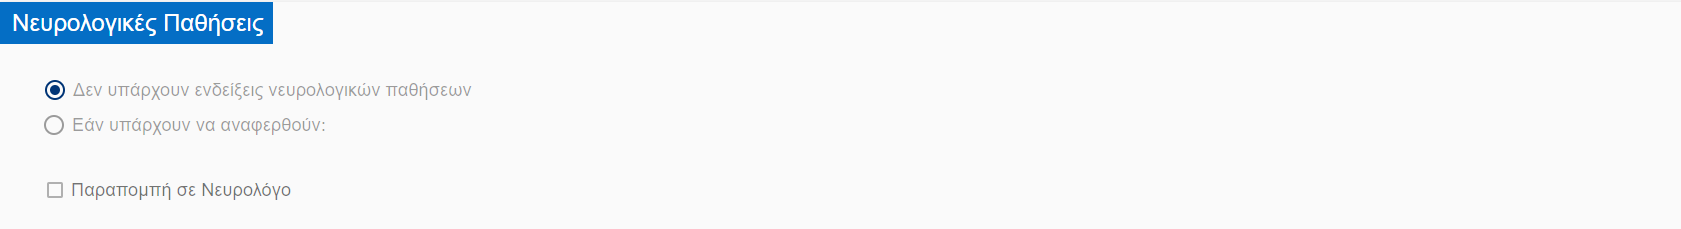 Νευρολογικές Παθήσεις
Δεν υπάρχουν ενδείξεις νευρολογικών παθήσεων
Εάν υπάρχουν να αναφερθούν:
Παραπομπή σε Νευρολόγο